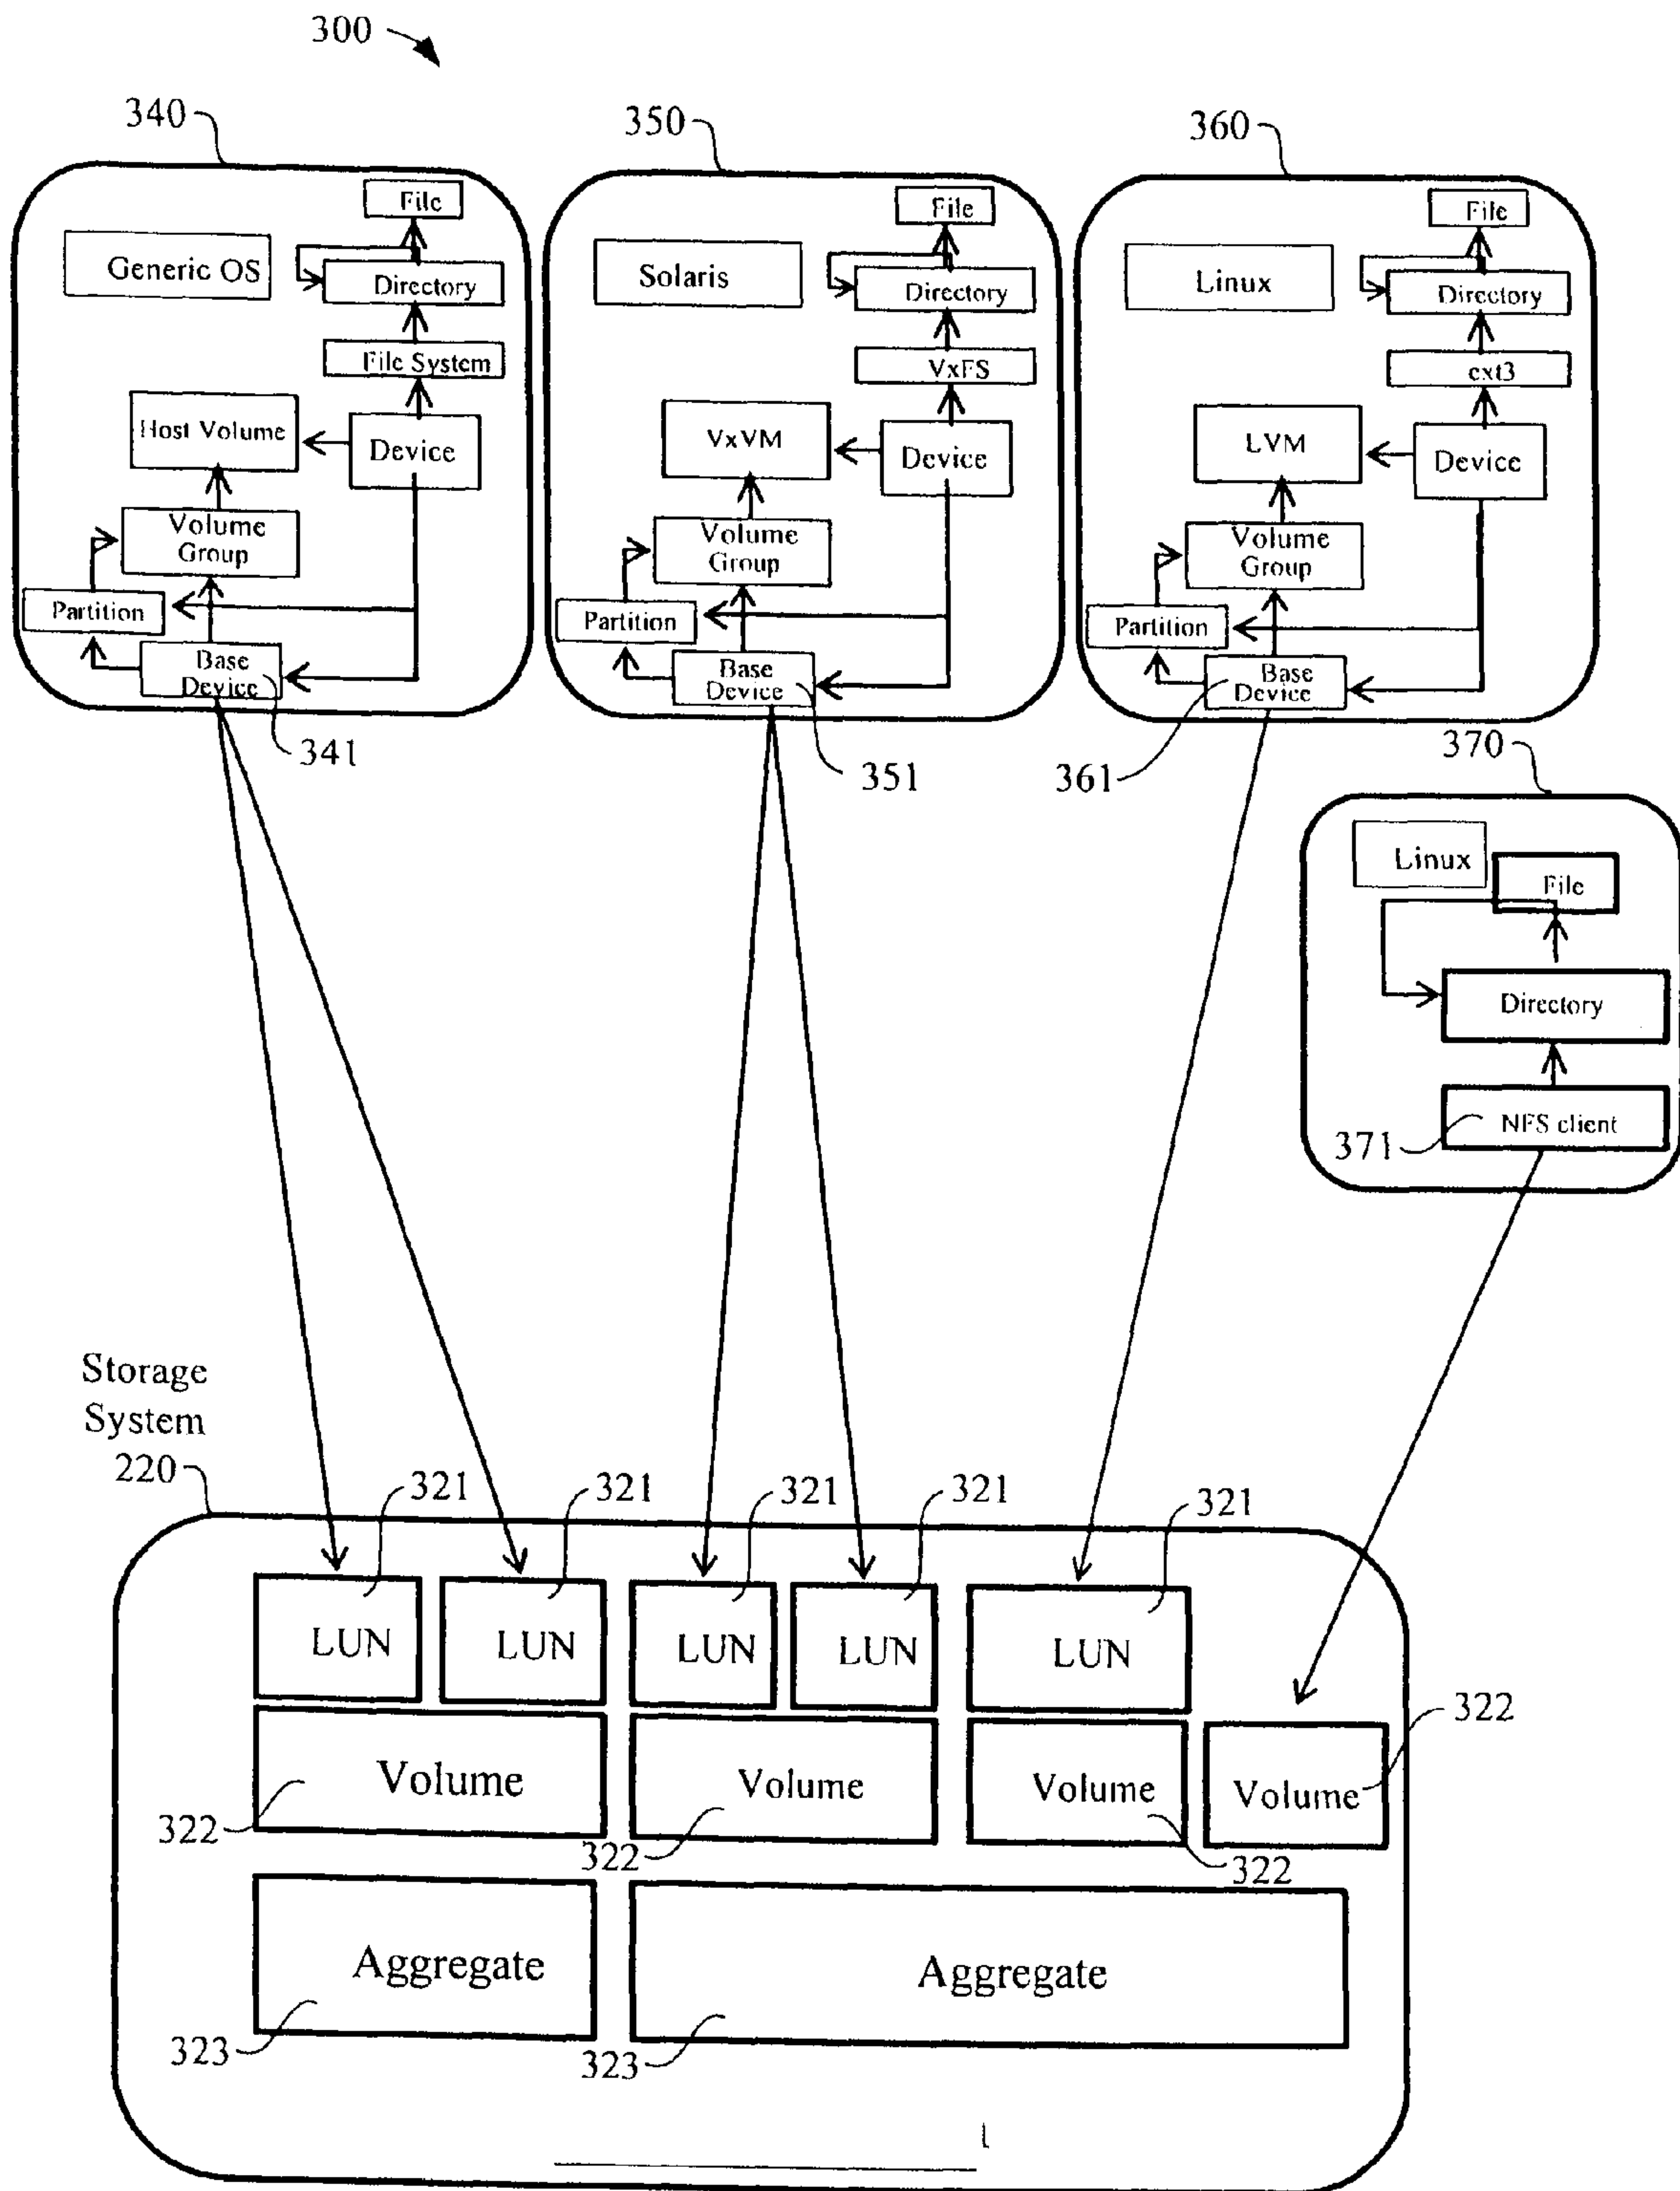 300
340
350
360
File
Generic OS
Directory
File System
Host Volume
Device
Volume
Group
Partition
Base
Device
341
File
Solaris
Directory
VxFS
VxVM
Device
Volume
Group
Partition
Base
Device
351
File
Linux
Directory
ext3
LVM
Device
Volume
Group
Partition
Base
Device
361
370
Linux
File
Directory
NFS client
371
Storage
System
220
321
321
321
321
321
LUN
LUN
LUN
LUN
LUN
Volume
Volume
Volume
Volume
322
322
322
322
Aggregate
Aggregate
323
323